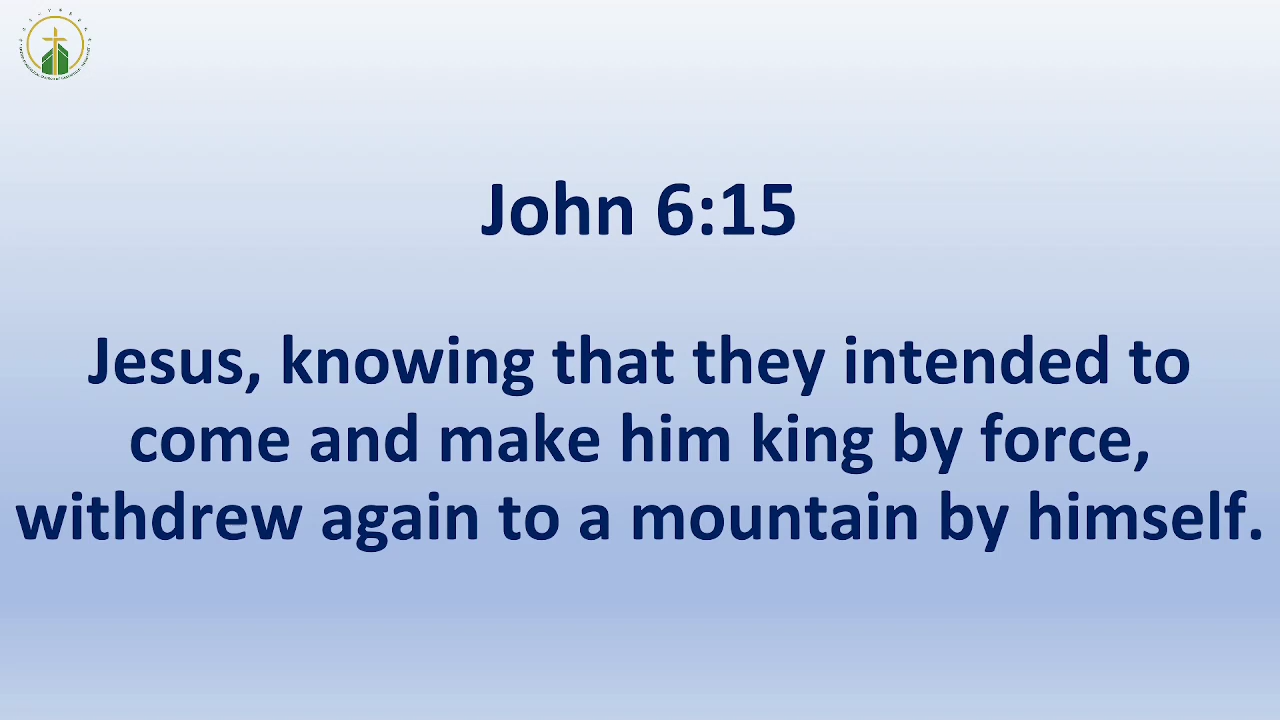 John 6:15
Jesus, knowing that they intended to
come and make him king by force,
withdrew again to a mountain by himself.